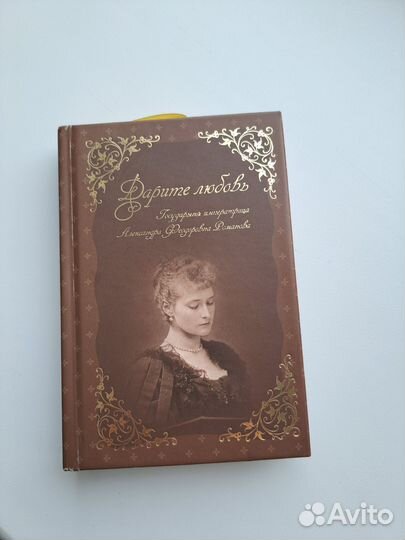 Дарите любовь
Государыня императрица
Александра Феодоровна Романова
Avito